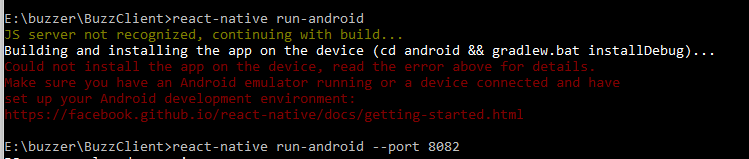 E:\buzzer\BuzzClient>react-native run-android
JS server not recognized, continuing with build...
Building and installing the app on the device (cd android && gradlew.bat installDebug)...
Could not install the app on the device, read the error above for details.
Make sure you have an Android emulator running or a device connected and have
set up your Android development environment:
https://facebook.github.io/react-native/docs/getting-started.html
E:\buzzer\BuzzClient>react-native run-android --port 8082